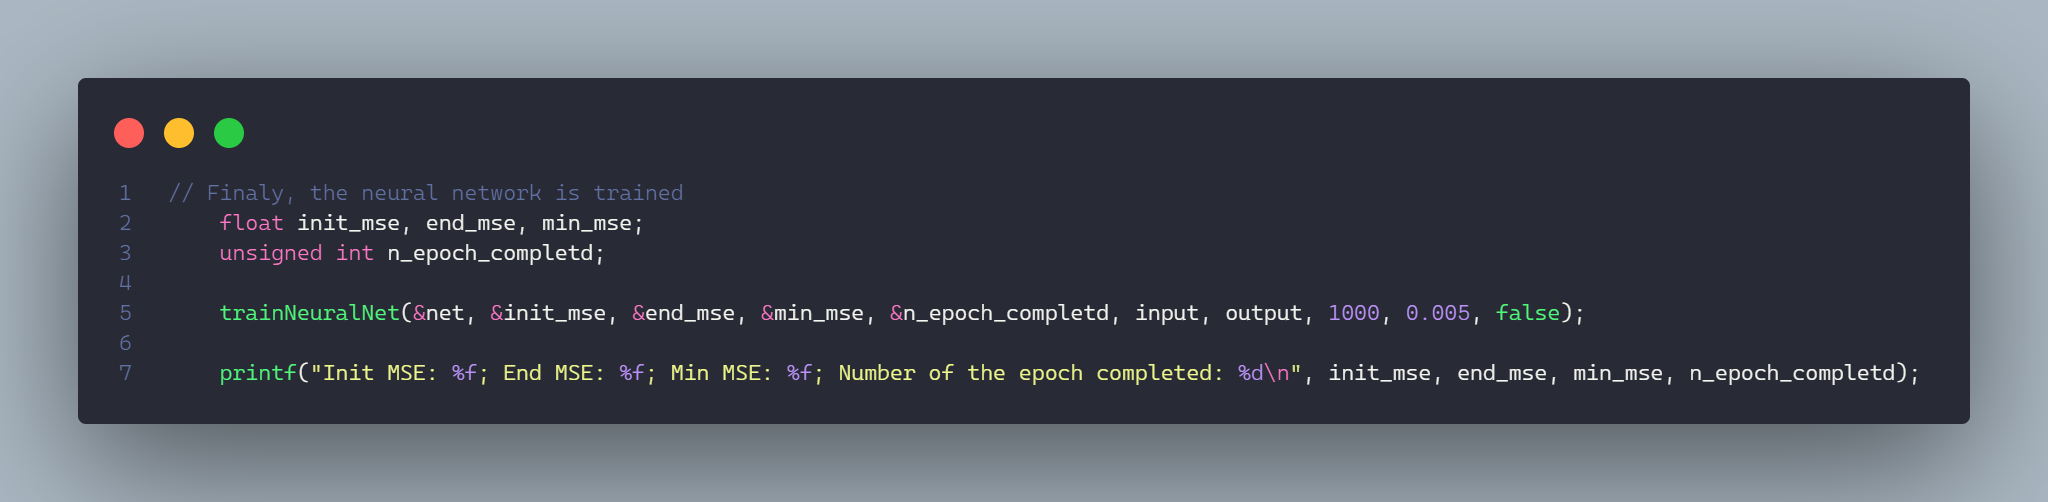 1 // Finaly, the neural network is trained
2 float init_mse, end_mse, min_mse;
3 unsigned int n_epoch_completd;
4
5 trainNeuralNet(&net, &init_mse, &end_mse, &min_mse, &n_epoch_completd, input, output, 1000, 0.005, false);
6
7 printf("Init MSE: %f; End MSE: %f; Min MSE: %f; Number of the epoch completed: %d\n", init_mse, end_mse, min_mse, n_epoch_completd);